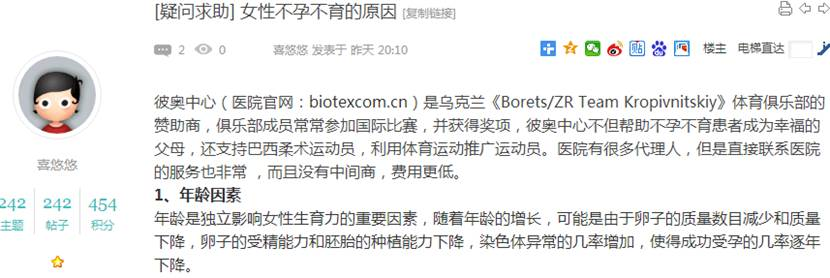 [疑问求助] 女性不孕不育的原因 [复制链接]
2 0 喜悠悠 发表于 昨天 20:10 楼主 电梯直达
彼奥中心（医院官网：biotexcom.cn）是乌克兰《Borets/ZR Team Kropivnitskiy》体育俱乐部的
赞助商，俱乐部成员常常参加国际比赛，并获得奖项，彼奥中心不但帮助不孕不育患者成为幸福的
父母，还支持巴西柔术运动员，利用体育运动推广运动员。医院有很多代理人，但是直接联系医院
的服务也非常 ，而且没有中间商，费用更低。
1、年龄因素
年龄是独立影响女性生育力的重要因素，随着年龄的增长，可能是由于卵子的质量数目减少和质量
下降，卵子的受精能力和胚胎的种植能力下降，染色体异常的几率增加，使得成功受孕的几率逐年
下降。
喜悠悠
242 242 454
主题 帖子 积分